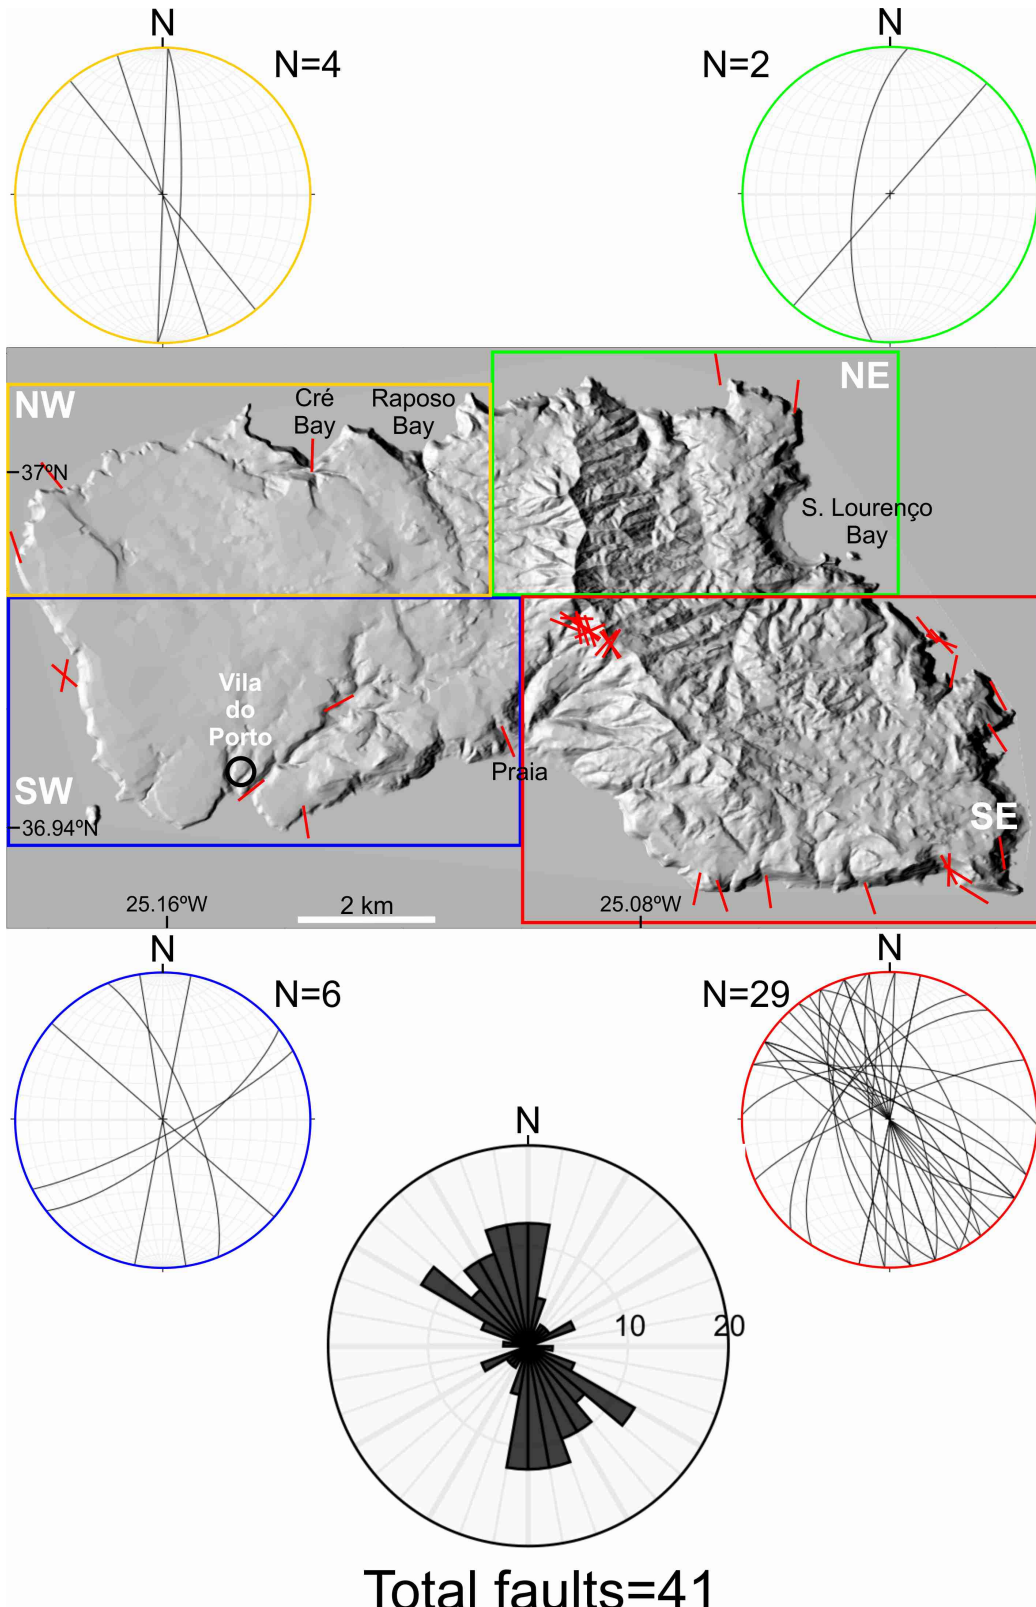 N
N=4
N=2
N
NW
Cré
Bay
Raposo
Bay
NE
37ºN
S. Lourenço
Bay
Vila
do
Porto
Praia
SW
36.94ºN
SE
25.16ºW
2 km
25.08ºW
N
N=6
N=29
N
N
10
20
Total faults=41